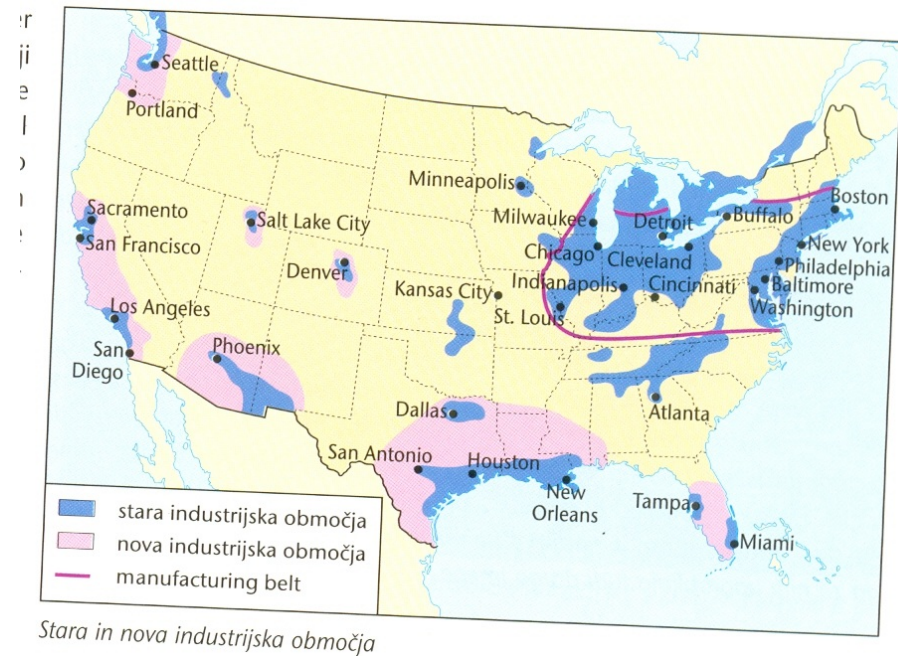 Seattle
Portland
Minneapolis
Boston
Sacramento
Salt Lake City
Milwaukee
Detroit
Buffalo
San Francisco
New York
Denver
Chicago
Cleveland
Philadelphia
Kansas City
Indianapolis
Cincinnati
Baltimore
Los Angeles
St. Louis
Washington
San
Diego
Phoenix
Dallas
Atlanta
San Antonio
Houston
New
Orleans
Tampa
Miami
stara industrijska območja
nova industrijska območja
manufacturing belt
Stara in nova industrijska območja